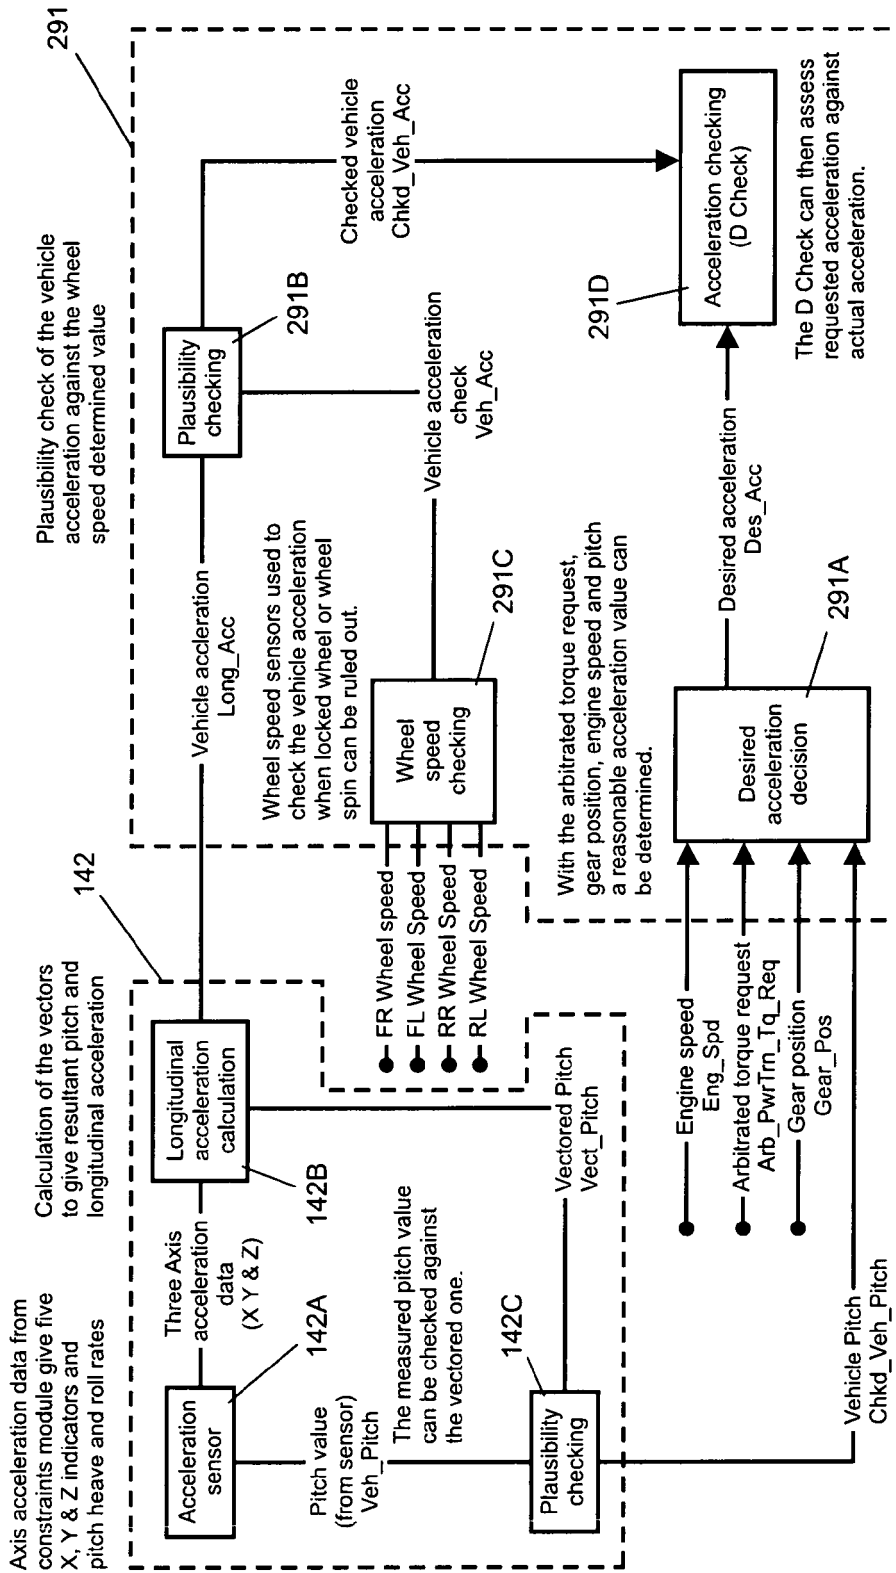 Axis acceleration data from
constraints module give five
X, Y & Z indicators and
pitch heave and roll rates
Calculation of the vectors
to give resultant pitch and
longitudinal acceleration
142
Plausibility check of the vehicle
acceleration against the wheel
speed determined value
291
Acceleration
sensor
142A
Three Axis
acceleration
data
(X Y & Z)
Longitudinal
acceleration
calculation
142B
Vehicle accleration
Long_Acc
Plausibility
checking
291B
Checked vehicle
acceleration
Chkd_Veh_Acc
Pitch value
(from sensor)
Veh_Pitch
The measured pitch value
can be checked against
the vectored one.
Plausibility
checking
142C
Vectored Pitch
Vect_Pitch
FR Wheel speed
FL Wheel Speed
RR Wheel Speed
RL Wheel Speed
Wheel speed sensors used to
check the vehicle acceleration
when locked wheel or wheel
spin can be ruled out.
Wheel
speed
checking
291C
Vehicle acceleration
check
Veh_Acc
With the arbitrated torque request,
gear position, engine speed and pitch
a reasonable acceleration value can
be determined.
Engine speed
Eng_Spd
Arbitrated torque request
Arb_PwrTrn_Tq_Req
Gear position
Gear_Pos
Vehicle Pitch
Chkd_Veh_Pitch
Desired
acceleration
decision
291A
Desired acceleration
Des_Acc
Acceleration checking
(D Check)
291D
The D Check can then assess
requested acceleration against
actual acceleration.